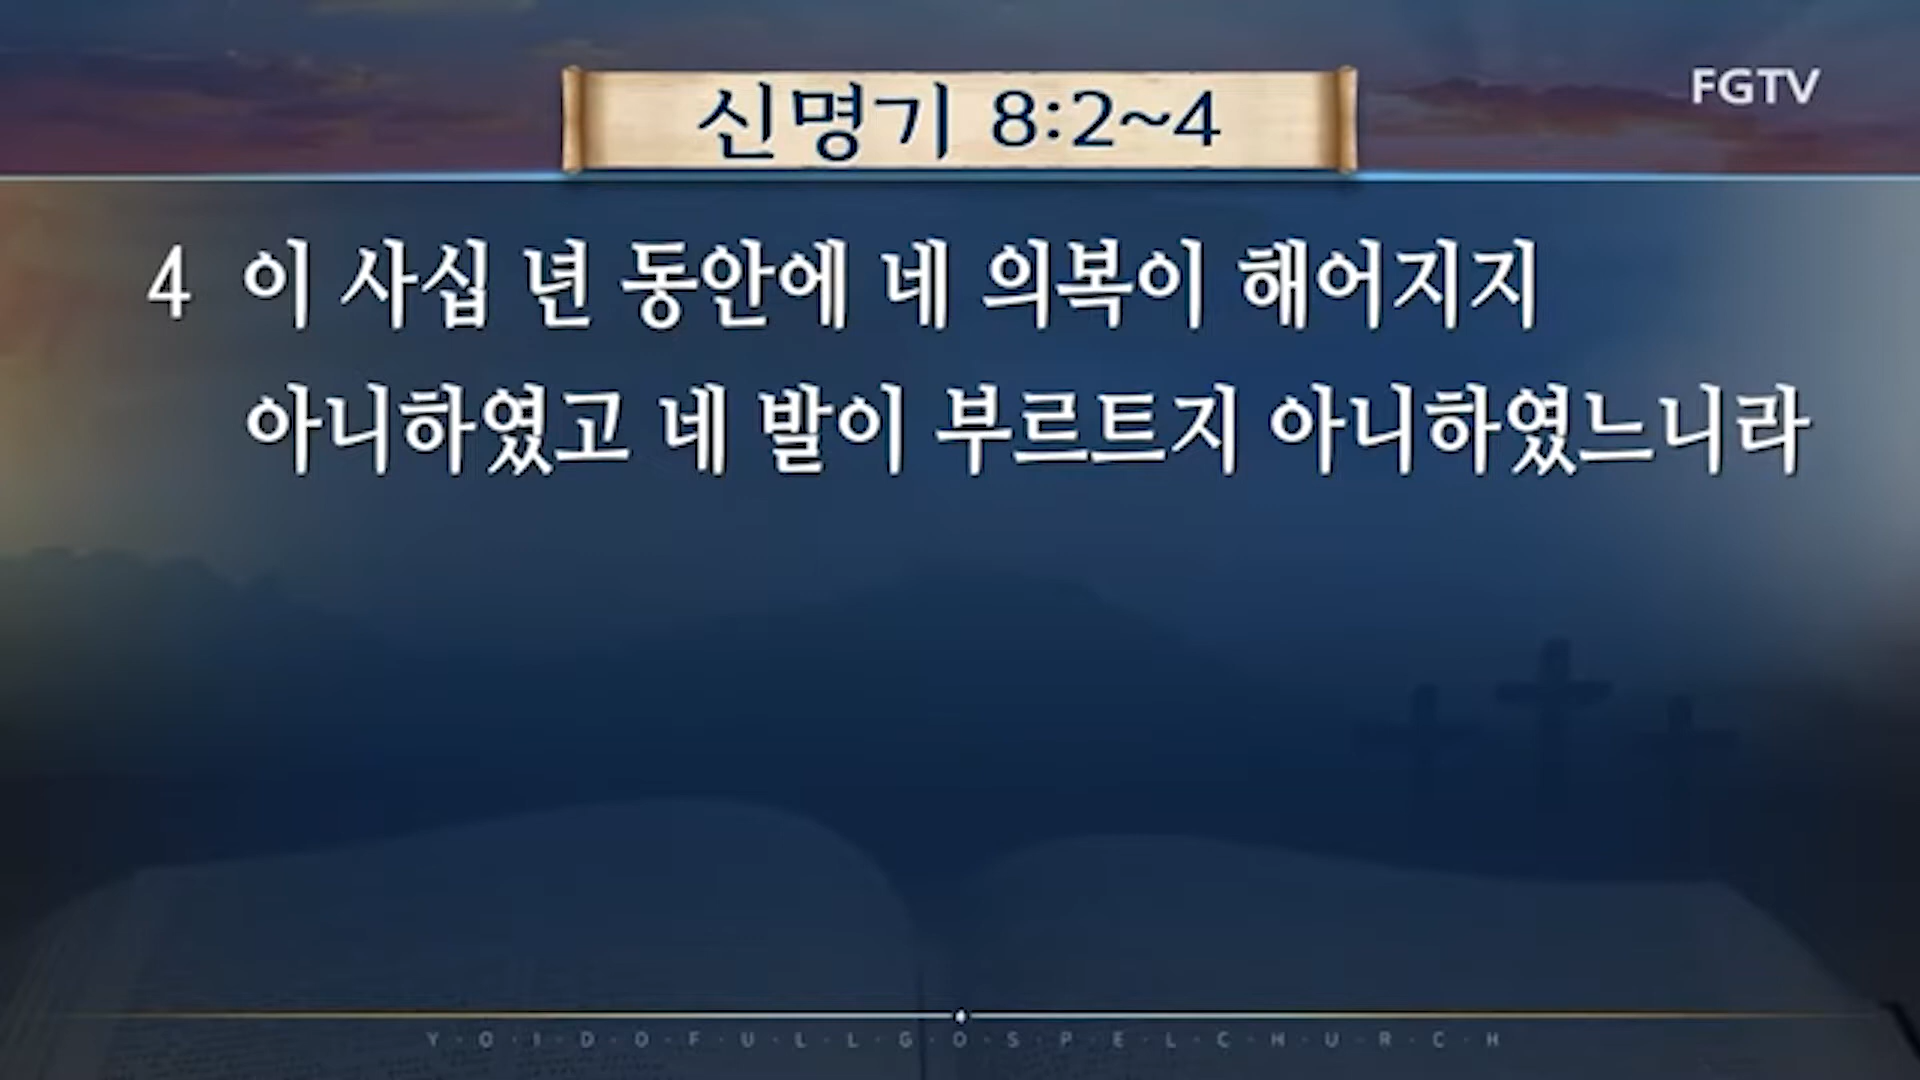 신명기 8:2~4
FGTV
4 이 사십 년 동안에 네 의복이 해어지지
아니하였고 네 발이 부르트지 아니하였느니라
Y·O·I·D·O·F·U·L·L·G·O·S·P·E·L·C·H·U·R·C·H